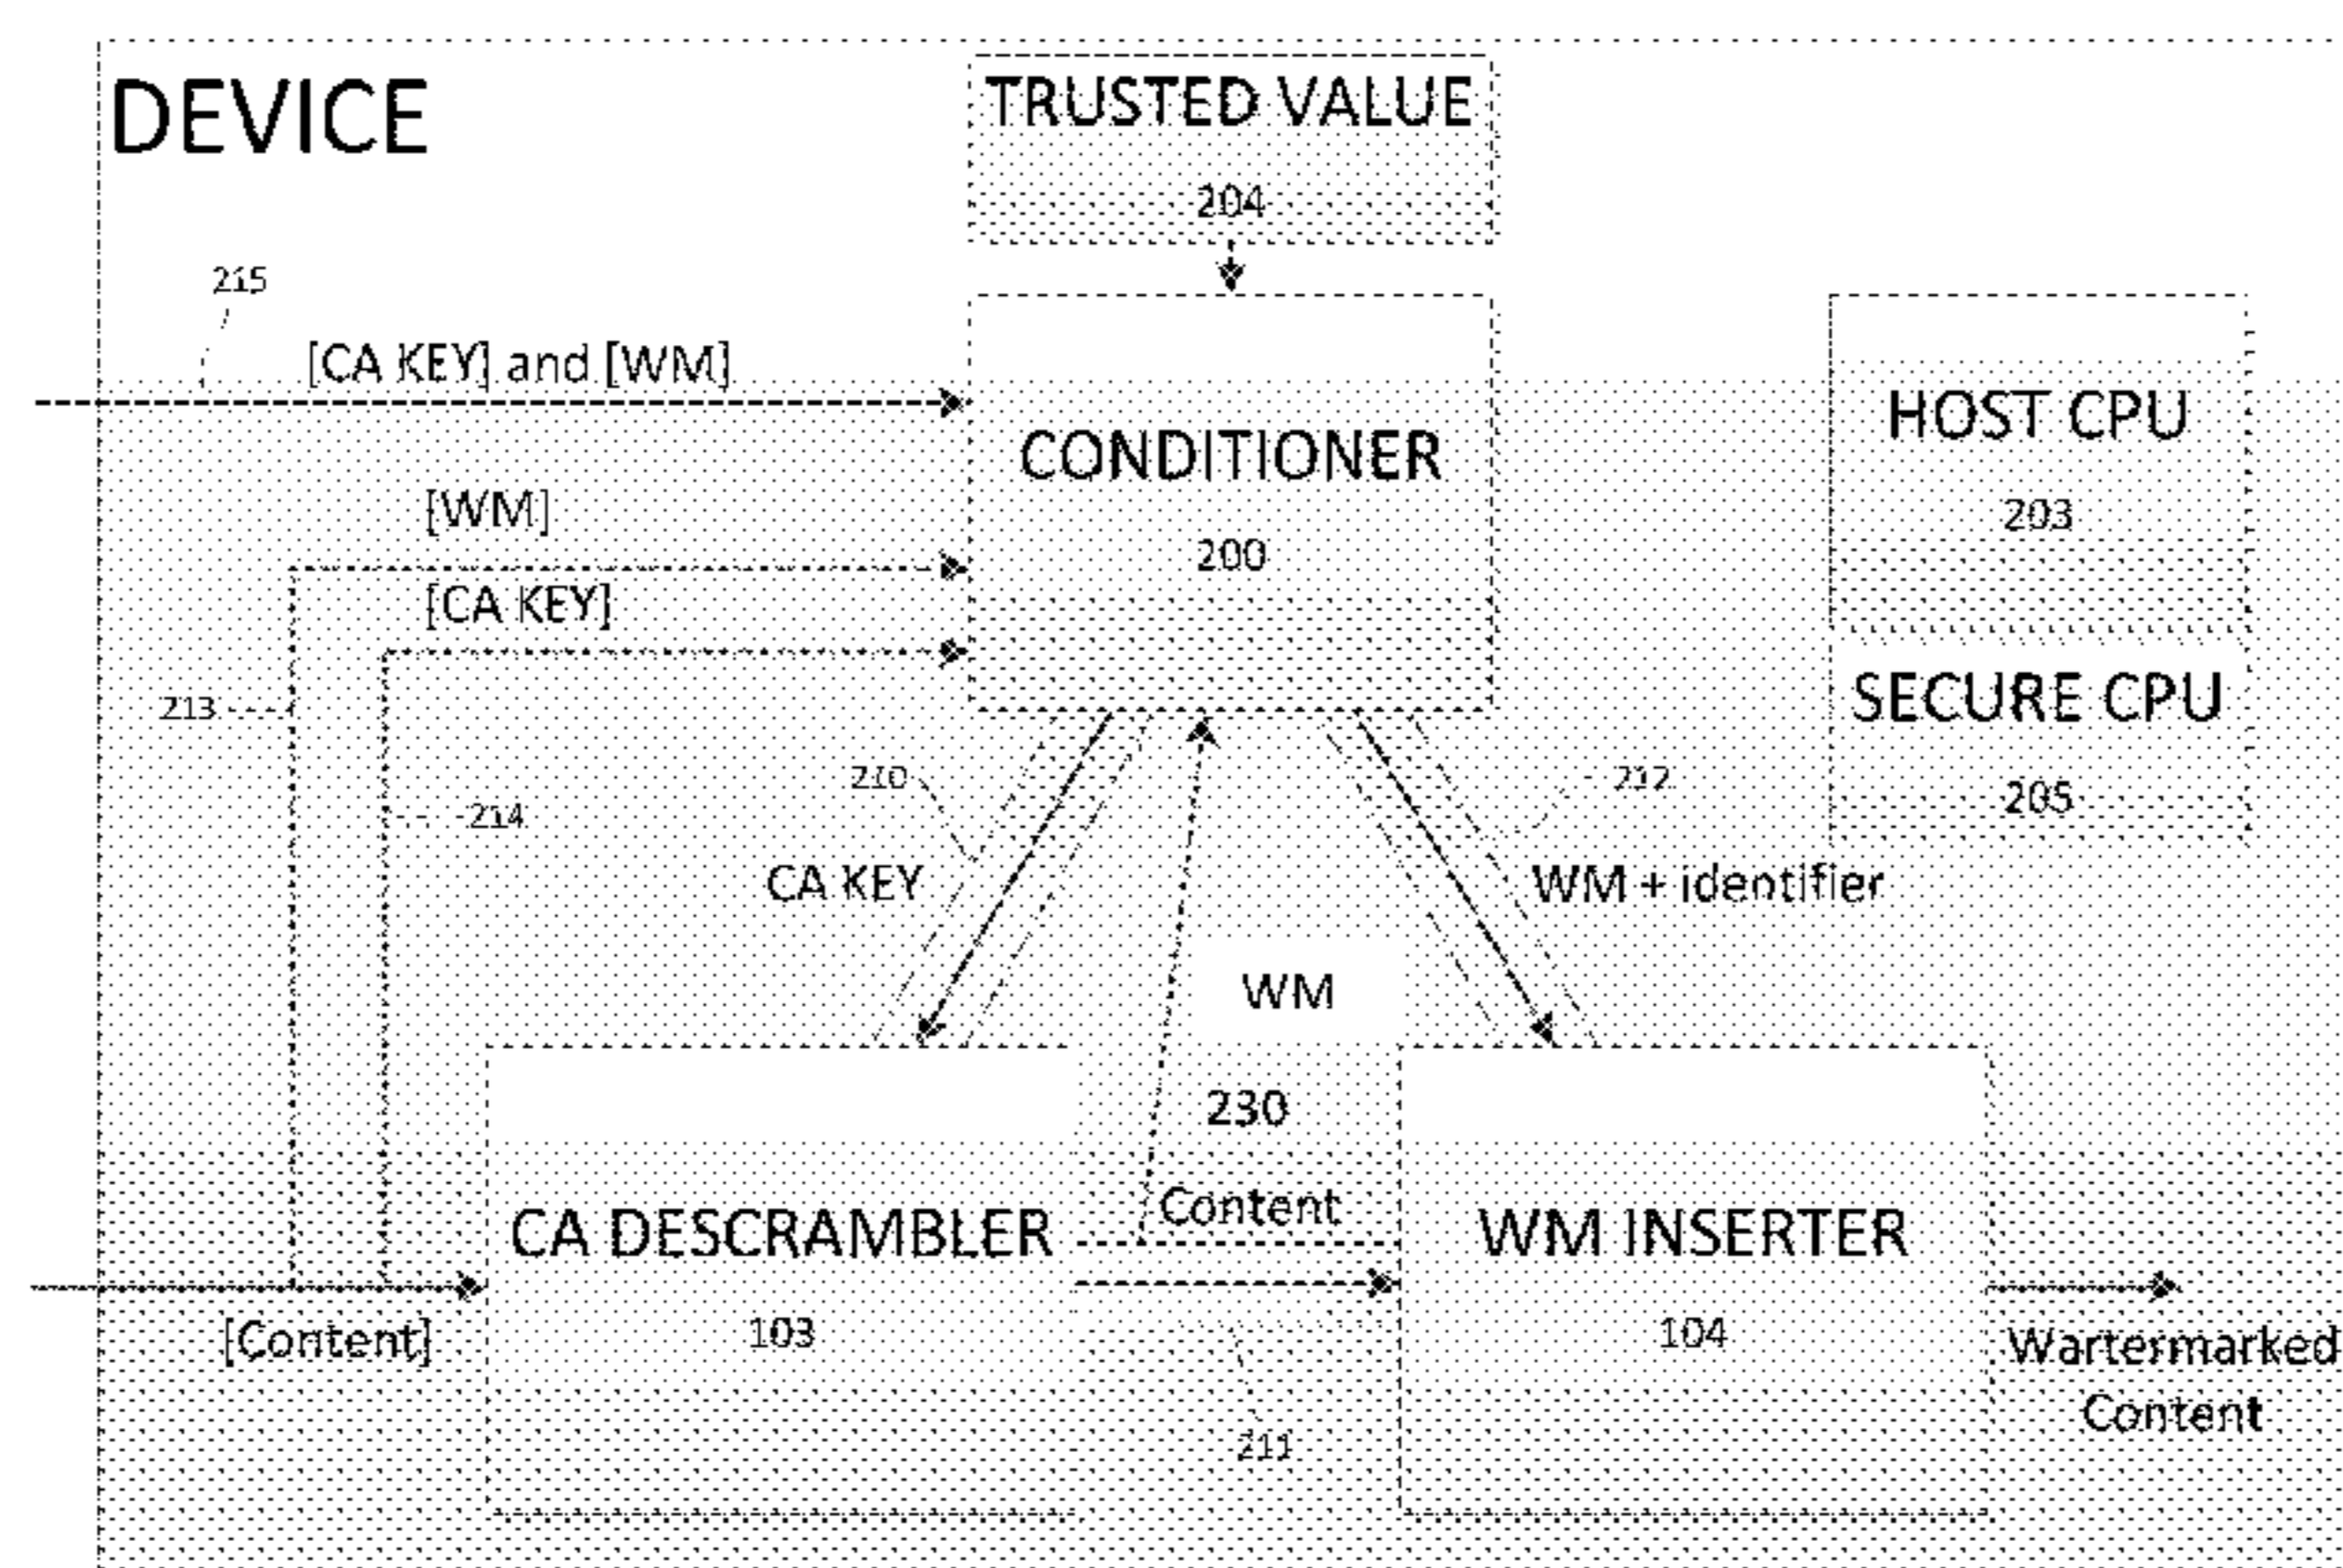 DEVICE
TRUSTED VALUE
204
215
[CA KEY] and [WM]
CONDITIONER
200
HOST CPU
203
[WM]
[CA KEY]
SECURE CPU
205
213
214
210
212
CA KEY
WM + identifier
WM
230
Content
CA DESCRAMBLER
103
WM INSERTER
104
[Content]
Wartermarked
Content
211